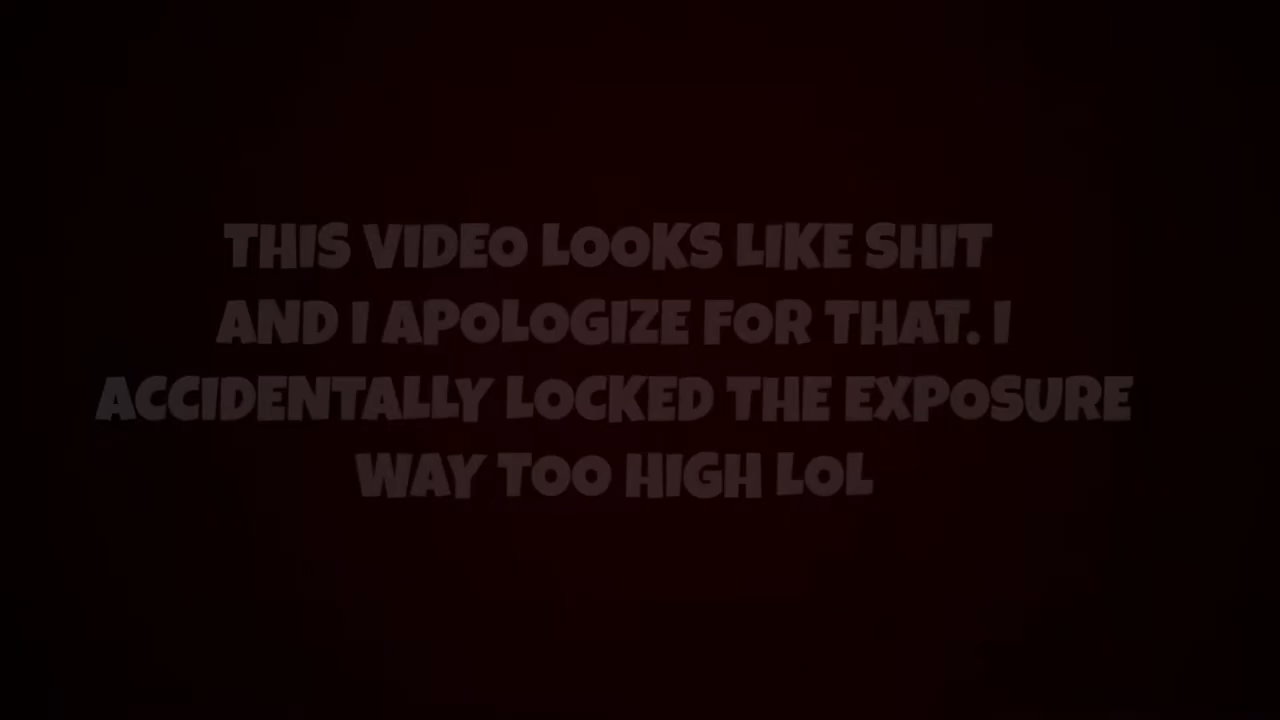 THIS VIDEO LOOKS LIKE SHIT
AND I APOLOGIZE FOR THAT. I
ACCIDENTALLY LOCKED THE EXPOSURE
WAY TOO HIGH LOL